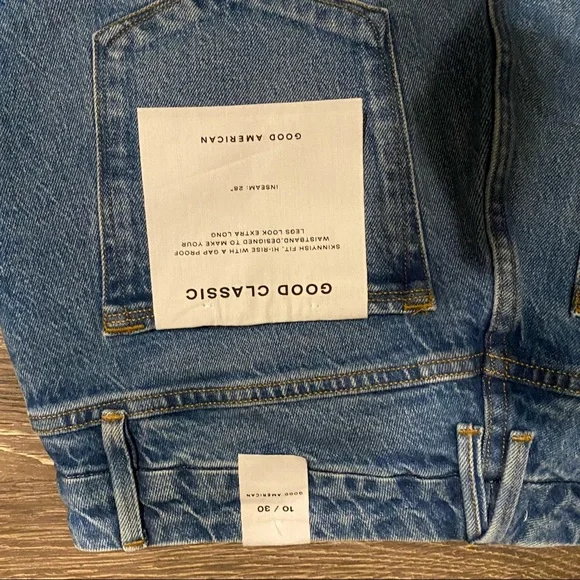 GOOD CLASSIC
SKINNYISH FIT. HI-RISE WITH A GAP PROOF
WAISTBAND.DESIGNED TO MAKE YOUR
LEGS LOOK EXTRA LONG
INSEAM: 28"
GOOD AMERICAN
10 / 30
GOOD AMERICAN